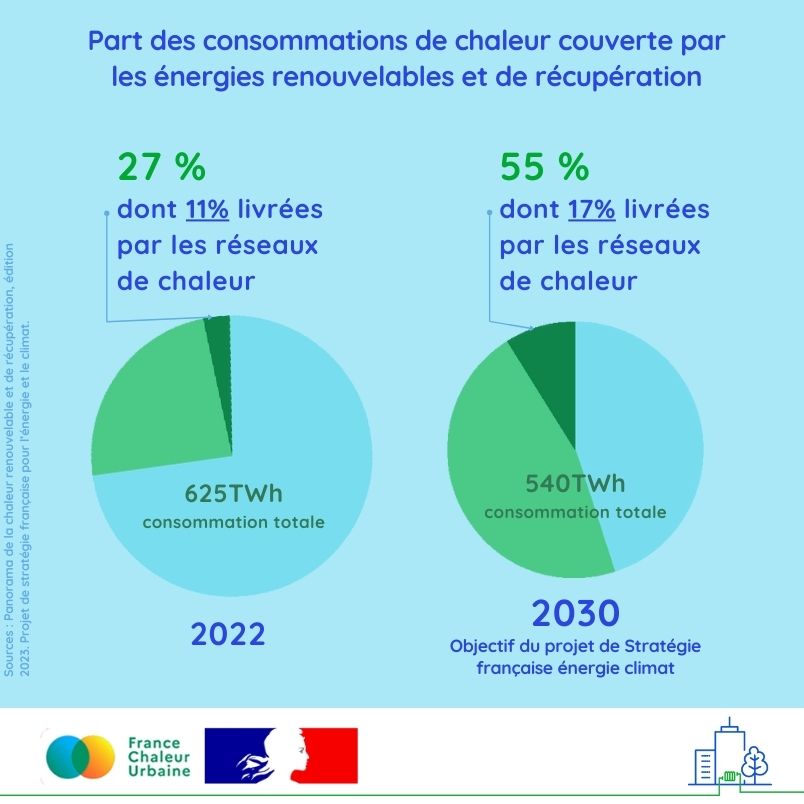 Part des consommations de chaleur couverte par
les énergies renouvelables et de récupération
27 %
dont 11% livrées
par les réseaux
de chaleur
55 %
dont 17% livrées
par les réseaux
de chaleur
625TWh
consommation totale
540TWh
consommation totale
2022
2030
Objectif du projet de Stratégie
française énergie climat
Sources : Panorama de la chaleur renouvelable et de récupération, édition
2023. Projet de stratégie française pour l'énergie et le climat.
France
Chaleur
Urbaine